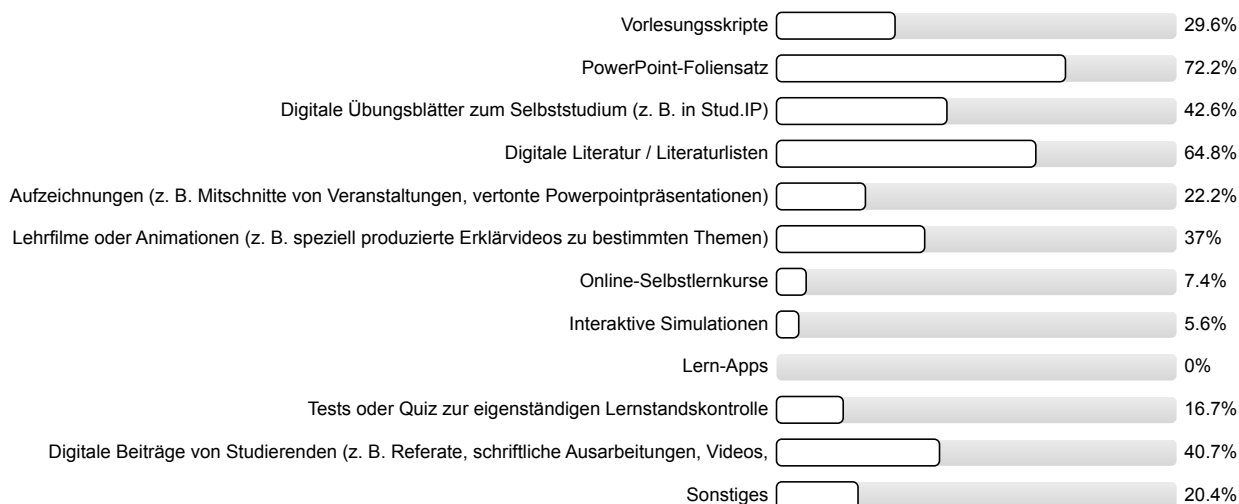 Vorlesungsskripte 29.6%
PowerPoint-Foliensatz 72.2%
Digitale Übungsblätter zum Selbststudium (z. B. in Stud.IP) 42.6%
Digitale Literatur / Literaturlisten 64.8%
Aufzeichnungen (z. B. Mitschnitte von Veranstaltungen, vertonte Powerpointpräsentationen) 22.2%
Lehrfilme oder Animationen (z. B. speziell produzierte Erklärvideos zu bestimmten Themen) 37%
Online-Selbstlernkurse 7.4%
Interaktive Simulationen 5.6%
Lern-Apps 0%
Tests oder Quiz zur eigenständigen Lernstandskontrolle 16.7%
Digitale Beiträge von Studierenden (z. B. Referate, schriftliche Ausarbeitungen, Videos, 40.7%
Sonstiges 20.4%